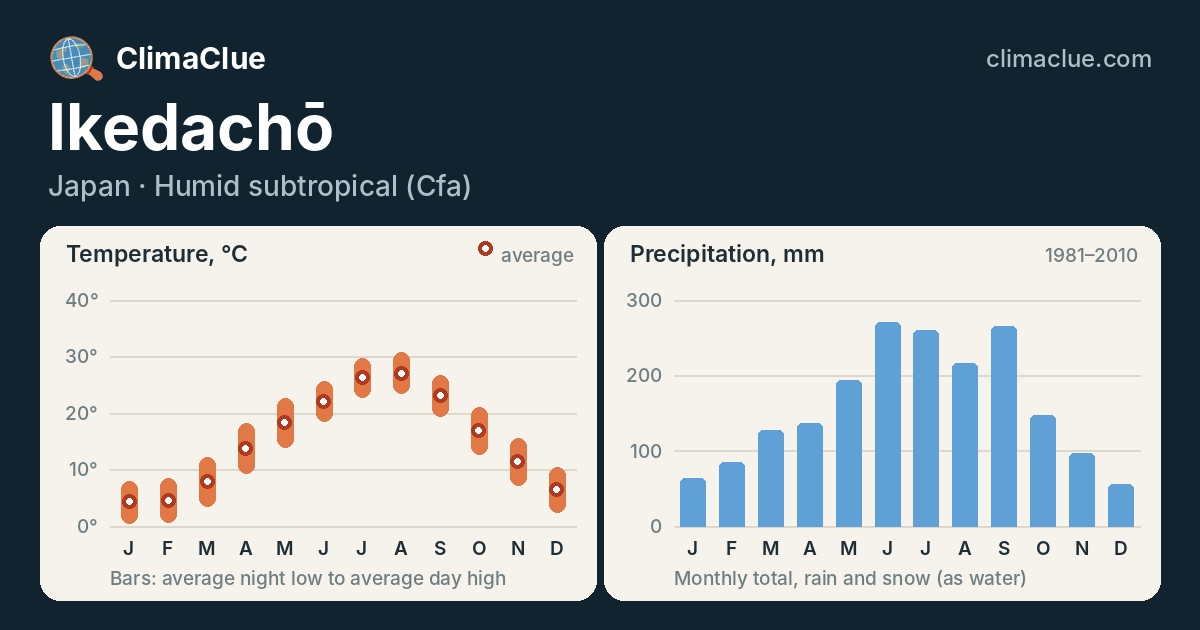 ClimaClue
climaclue.com
Ikedachō
Japan · Humid subtropical (Cfa)
Temperature, °C
average
40°
30°
20°
10°
0°
J F M A M J J A S O N D
Bars: average night low to average day high
Precipitation, mm
1981–2010
300
200
100
0
J F M A M J J A S O N D
Monthly total, rain and snow (as water)